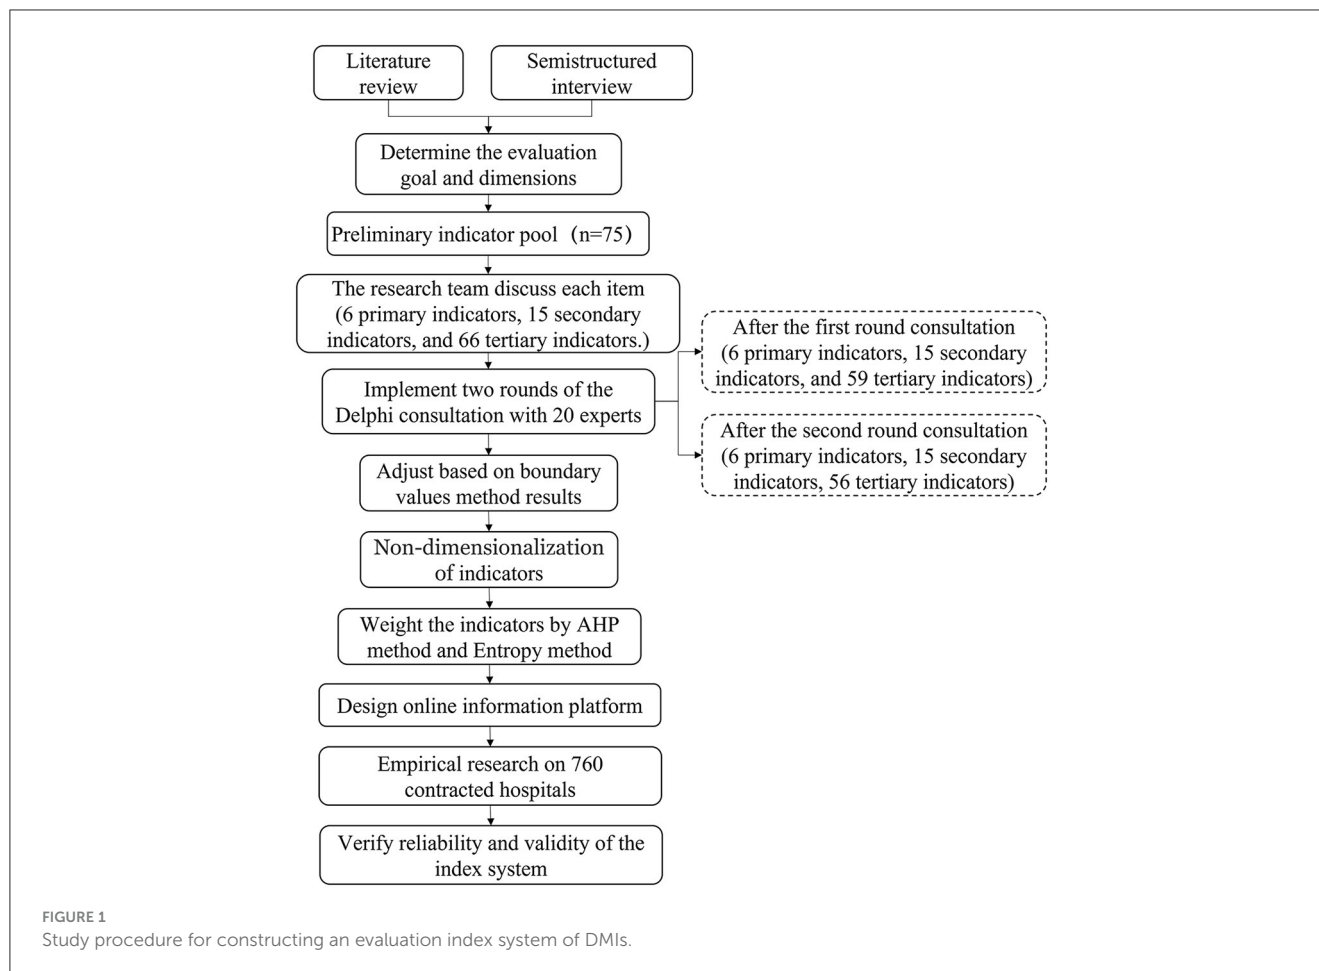 Literature
review
Semistructured
interview
Determine the evaluation
goal and dimensions
Preliminary indicator pool（n=75）
The research team discuss each item
(6 primary indicators, 15 secondary
indicators, and 66 tertiary indicators.)
After the first round consultation
(6 primary indicators, 15 secondary
indicators, and 59 tertiary indicators)
Implement two rounds of the
Delphi consultation with 20 experts
After the second round consultation
(6 primary indicators, 15 secondary
indicators, 56 tertiary indicators)
Adjust based on boundary
values method results
Non-dimensionalization
of indicators
Weight the indicators by AHP
method and Entropy method
Design online information platform
Empirical research on 760
contracted hospitals
Verify reliability and validity of the
index system
FIGURE 1
Study procedure for constructing an evaluation index system of DMIs.